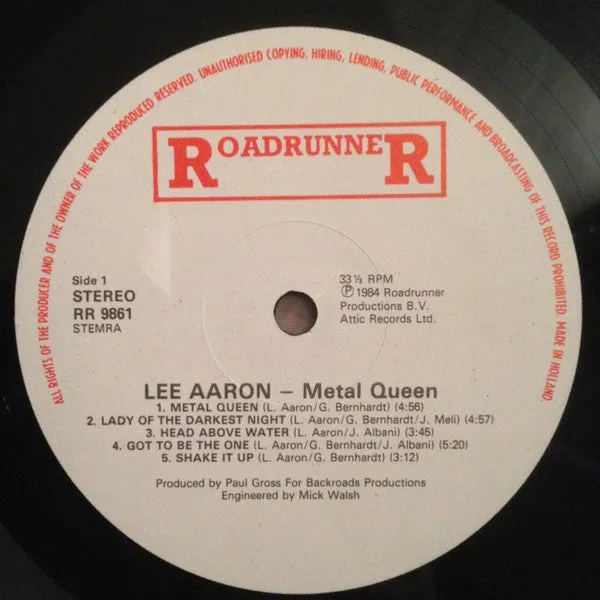 ALL RIGHTS OF THE PRODUCER AND OF THE OWNER OF THE WORK REPRODUCED RESERVED. UNAUTHORISED COPYING, HIRING, LENDING, PUBLIC PERFORMANCE AND BROADCASTING OF THIS RECORD PROHIBITED. MADE IN HOLLAND.
ROADRUNNER
Side 1
STEREO
RR 9861
STEMRA
33⅓ RPM
℗ 1984 Roadrunner
Productions B.V.
Attic Records Ltd.
LEE AARON – Metal Queen
1. METAL QUEEN (L. Aaron/G. Bernhardt) (4:56)
2. LADY OF THE DARKEST NIGHT (L. Aaron/G. Bernhardt/J. Meli) (4:57)
3. HEAD ABOVE WATER (L. Aaron/J. Albani) (3:45)
4. GOT TO BE THE ONE (L. Aaron/G. Bernhardt/J. Albani) (5:20)
5. SHAKE IT UP (L. Aaron/G. Bernhardt) (3:12)
Produced by Paul Gross For Backroads Productions
Engineered by Mick Walsh